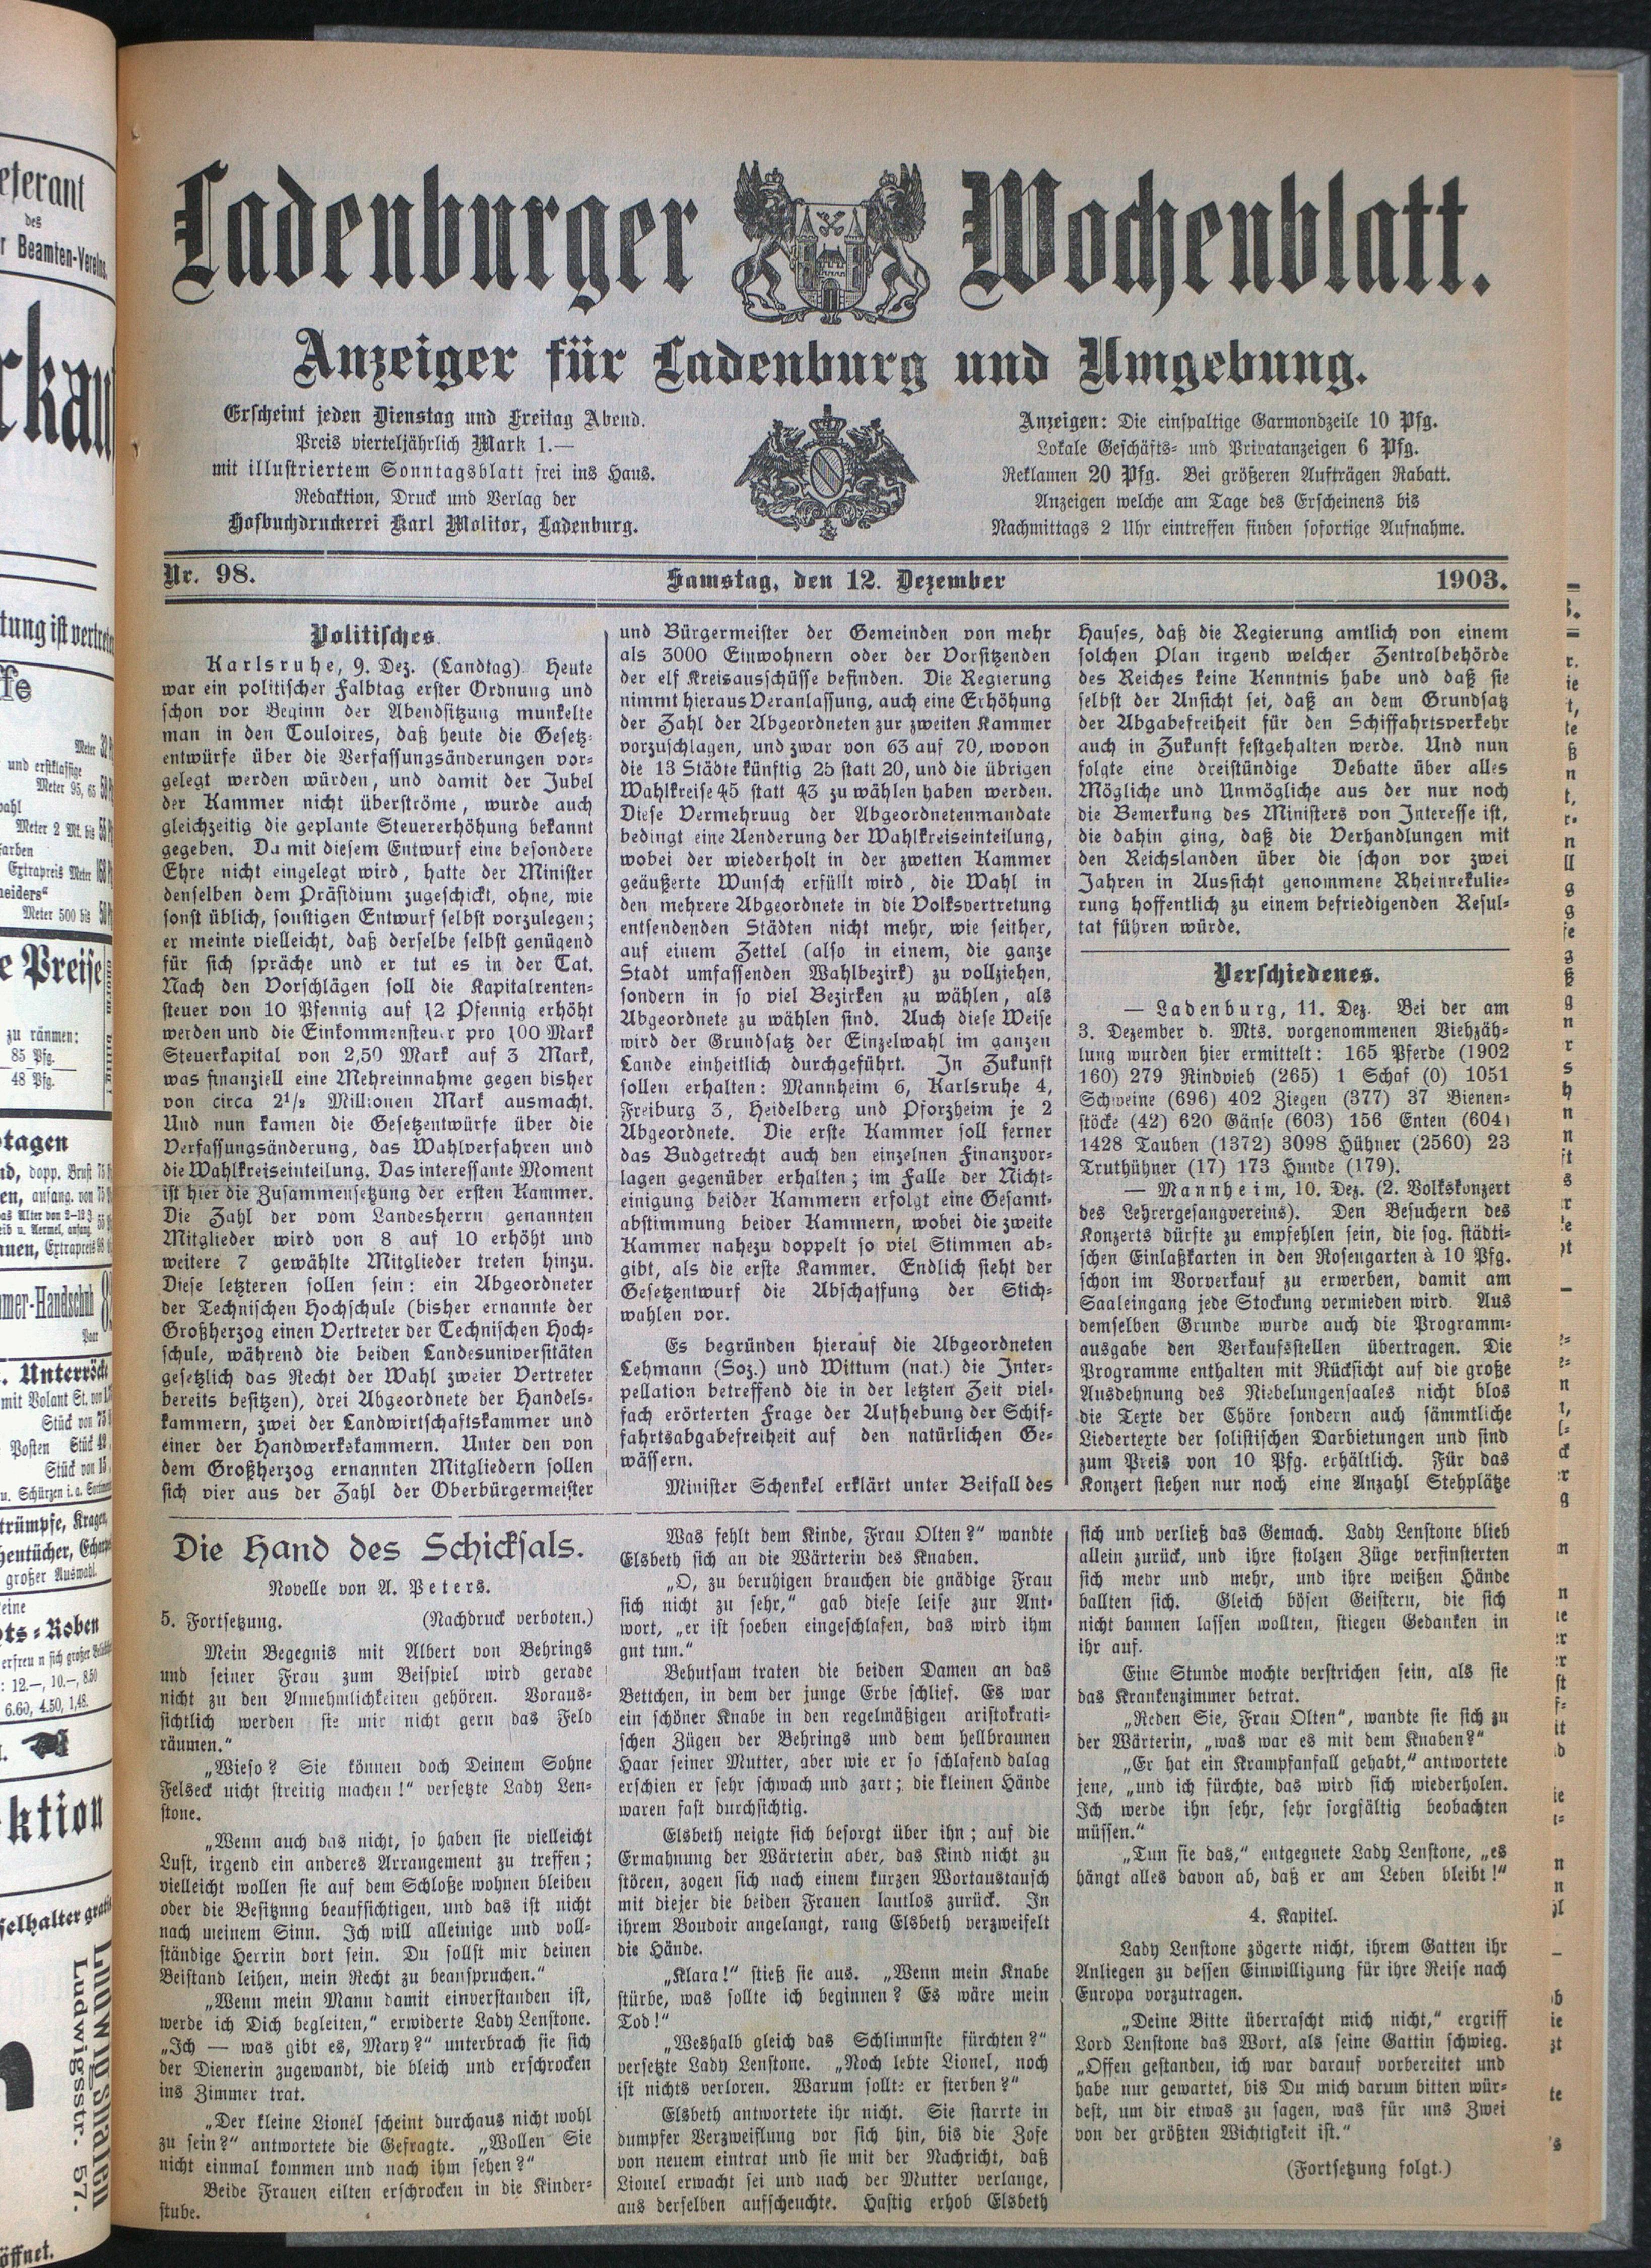 Ladenburger Wochenblatt.
Anzeiger für Ladenburg und Umgebung.
Erscheint jeden Dienstag und Freitag Abend.
Preis vierteljährlich Mark 1.—
mit illustriertem Sonntagsblatt frei ins Haus.
Redaktion, Druck und Verlag der
Hofbuchdruckerei Karl Molitor, Ladenburg.
Anzeigen: Die einspaltige Garmondzeile 10 Pfg.
Lokale Geschäfts- und Privatanzeigen 6 Pfg.
Reklamen 20 Pfg. Bei größeren Aufträgen Rabatt.
Anzeigen welche am Tage des Erscheinens bis
Nachmittags 2 Uhr eintreffen finden sofortige Aufnahme.
Nr. 98. Samstag, den 12. Dezember 1903.
Politisches.
Karlsruhe, 9. Dez. (Landtag). Heute
war ein politischer Falbtag erster Ordnung und
schon vor Beginn der Abendsitzung munkelte
man in den Couloires, daß heute die Gesetz-
entwürfe über die Verfassungsänderungen vor-
gelegt werden würden, und damit der Jubel
der Kammer nicht überströme, wurde auch
gleichzeitig die geplante Steuererhöhung bekannt
gegeben. Da mit diesem Entwurf eine besondere
Ehre nicht eingelegt wird, hatte der Minister
denselben dem Präsidium zugeschickt, ohne, wie
sonst üblich, sonstigen Entwurf selbst vorzulegen;
er meinte vielleicht, daß derselbe selbst genügend
für sich spräche und er tut es in der Tat.
Nach den Vorschlägen soll die Kapitalrenten-
steuer von 10 Pfennig auf 12 Pfennig erhöht
werden und die Einkommensteuer pro 100 Mark
Steuerkapital von 2,50 Mark auf 3 Mark,
was finanziell eine Mehreinnahme gegen bisher
von circa 2½ Millionen Mark ausmacht.
Und nun kamen die Gesetzentwürfe über die
Verfassungsänderung, das Wahlverfahren und
die Wahlkreiseinteilung. Das interessante Moment
ist hier die Zusammensetzung der ersten Kammer.
Die Zahl der vom Landesherrn genannten
Mitglieder wird von 8 auf 10 erhöht und
weitere 7 gewählte Mitglieder treten hinzu.
Diese letzteren sollen sein: ein Abgeordneter
der Technischen Hochschule (bisher ernannte der
Großherzog einen Vertreter der Technischen Hoch-
schule, während die beiden Landesuniversitäten
gesetzlich das Recht der Wahl zweier Vertreter
bereits besitzen), drei Abgeordnete der Handels-
kammern, zwei der Landwirtschaftskammer und
einer der Handwerkskammern. Unter den von
dem Großherzog ernannten Mitgliedern sollen
sich vier aus der Zahl der Oberbürgermeister
und Bürgermeister der Gemeinden von mehr
als 3000 Einwohnern oder der Vorsitzenden
der elf Kreisausschüsse befinden. Die Regierung
nimmt hieraus Veranlassung, auch eine Erhöhung
der Zahl der Abgeordneten zur zweiten Kammer
vorzuschlagen, und zwar von 63 auf 70, wovon
die 13 Städte künftig 25 statt 20, und die übrigen
Wahlkreise 45 statt 43 zu wählen haben werden.
Diese Vermehruug der Abgeordnetenmandate
bedingt eine Aenderung der Wahlkreiseinteilung,
wobei der wiederholt in der zwetten Kammer
geäußerte Wunsch erfüllt wird, die Wahl in
den mehrere Abgeordnete in die Volksvertretung
entsendenden Städten nicht mehr, wie seither,
auf einem Zettel (also in einem, die ganze
Stadt umfassenden Wahlbezirk) zu vollziehen,
sondern in so viel Bezirken zu wählen, als
Abgeordnete zu wählen sind. Auch diese Weise
wird der Grundsatz der Einzelwahl im ganzen
Lande einheitlich durchgeführt. In Zukunft
sollen erhalten: Mannheim 6, Karlsruhe 4,
Freiburg 3, Heidelberg und Pforzheim je 2
Abgeordnete. Die erste Kammer soll ferner
das Budgetrecht auch den einzelnen Finanzvor-
lagen gegenüber erhalten; im Falle der Nicht-
einigung beider Kammern erfolgt eine Gesamt-
abstimmung beider Kammern, wobei die zweite
Kammer nahezu doppelt so viel Stimmen ab-
gibt, als die erste Kammer. Endlich sieht der
Gesetzentwurf die Abschaffung der Stich-
wahlen vor.
Es begründen hierauf die Abgeordneten
Lehmann (Soz.) und Wittum (nat.) die Inter-
pellation betreffend die in der letzten Zeit viel-
fach erörterten Frage der Aufhebung der Schif-
fahrtsabgabefreiheit auf den natürlichen Ge-
wässern.
Minister Schenkel erklärt unter Beifall des
Hauses, daß die Regierung amtlich von einem
solchen Plan irgend welcher Zentralbehörde
des Reiches keine Kenntnis habe und daß sie
selbst der Ansicht sei, daß an dem Grundsatz
der Abgabefreiheit für den Schiffahrtsverkehr
auch in Zukunft festgehalten werde. Und nun
folgte eine dreistündige Debatte über alles
Mögliche und Unmögliche aus der nur noch
die Bemerkung des Ministers von Interesse ist,
die dahin ging, daß die Verhandlungen mit
den Reichslanden über die schon vor zwei
Jahren in Aussicht genommene Rheinrekulie-
rung hoffentlich zu einem befriedigenden Resul-
tat führen würde.
Verschiedenes.
— Ladenburg, 11. Dez. Bei der am
3. Dezember d. Mts. vorgenommenen Viehzäh-
lung wurden hier ermittelt: 165 Pferde (1902
160) 279 Rindvieh (265) 1 Schaf (0) 1051
Schweine (696) 402 Ziegen (377) 37 Bienen-
stöcke (42) 620 Gänse (603) 156 Enten (604)
1428 Tauben (1372) 3098 Hühner (2560) 23
Truthühner (17) 173 Hunde (179).
— Mannheim, 10. Dez. (2. Volkskonzert
des Lehrergesangvereins). Den Besuchern des
Konzerts dürfte zu empfehlen sein, die sog. städti-
schen Einlaßkarten in den Rosengarten à 10 Pfg.
schon im Vorverkauf zu erwerben, damit am
Saaleingang jede Stockung vermieden wird. Aus
demselben Grunde wurde auch die Programm-
ausgabe den Verkaufsstellen übertragen. Die
Programme enthalten mit Rücksicht auf die große
Ausdehnung des Niebelungensaales nicht blos
die Texte der Chöre sondern auch sämmtliche
Liedertexte der solistischen Darbietungen und sind
zum Preis von 10 Pfg. erhältlich. Für das
Konzert stehen nur noch eine Anzahl Stehplätze
Die Hand des Schicksals.
Novelle von A. Peters.
5. Fortsetzung. (Nachdruck verboten.)
Mein Begegnis mit Albert von Behrings
und seiner Frau zum Beispiel wird gerade
nicht zu den Annehmlichkeiten gehören. Voraus-
sichtlich werden sie mir nicht gern das Feld
räumen.“
„Wieso? Sie können doch Deinem Sohne
Felseck nicht streitig machen!“ versetzte Lady Len-
stone.
„Wenn auch das nicht, so haben sie vielleicht
Lust, irgend ein anderes Arrangement zu treffen;
vielleicht wollen sie auf dem Schloße wohnen bleiben
oder die Besitzung beaufsichtigen, und das ist nicht
nach meinem Sinn. Ich will alleinige und voll-
ständige Herrin dort sein. Du sollst mir deinen
Beistand leihen, mein Recht zu beanspruchen.“
„Wenn mein Mann damit einverstanden ist,
werde ich Dich begleiten,“ erwiderte Lady Lenstone.
„Ich — was gibt es, Mary?“ unterbrach sie sich
der Dienerin zugewandt, die bleich und erschrocken
ins Zimmer trat.
„Der kleine Lionel scheint durchaus nicht wohl
zu sein?“ antwortete die Gefragte. „Wollen Sie
nicht einmal kommen und nach ihm sehen?“
Beide Frauen eilten erschrocken in die Kinder-
stube.
Was fehlt dem Kinde, Frau Olten?“ wandte
Elsbeth sich an die Wärterin des Knaben.
„O, zu beruhigen brauchen die gnädige Frau
sich nicht zu sehr,“ gab diese leise zur Ant-
wort, „er ist soeben eingeschlafen, das wird ihm
gut tun.“
Behutsam traten die beiden Damen an das
Bettchen, in dem der junge Erbe schlief. Es war
ein schöner Knabe in den regelmäßigen aristokrati-
schen Zügen der Behrings und dem hellbraunen
Haar seiner Mutter, aber wie er so schlafend dalag
erschien er sehr schwach und zart; die kleinen Hände
waren fast durchsichtig.
Elsbeth neigte sich besorgt über ihn; auf die
Ermahnung der Wärterin aber, das Kind nicht zu
stören, zogen sich nach einem kurzen Wortaustausch
mit dieser die beiden Frauen lautlos zurück. In
ihrem Boudoir angelangt, rang Elsbeth verzweifelt
die Hände.
„Klara!“ stieß sie aus. „Wenn mein Knabe
stürbe, was sollte ich beginnen? Es wäre mein
Tod!“
„Weshalb gleich das Schlimmste fürchten?“
versetzte Lady Lenstone. „Noch lebte Lionel, noch
ist nichts verloren. Warum sollte er sterben?“
Elsbeth antwortete ihr nicht. Sie starrte in
dumpfer Verzweiflung vor sich hin, bis die Zofe
von neuem eintrat und sie mit der Nachricht, daß
Lionel erwacht sei und nach der Mutter verlange,
aus derselben aufscheuchte. Hastig erhob Elsbeth
sich und verließ das Gemach. Lady Lenstone blieb
allein zurück, und ihre stolzen Züge verfinsterten
sich mehr und mehr, und ihre weißen Hände
ballten sich. Gleich bösen Geistern, die sich
nicht bannen lassen wollten, stiegen Gedanken in
ihr auf.
Eine Stunde mochte verstrichen sein, als sie
das Krankenzimmer betrat.
„Reden Sie, Frau Olten“, wandte sie sich zu
der Wärterin, „was war es mit dem Knaben?“
„Er hat ein Krampfanfall gehabt,“ antwortete
jene, „und ich fürchte, das wird sich wiederholen.
Ich werde ihn sehr, sehr sorgfältig beobachten
müssen.“
„Tun sie das,“ entgegnete Lady Lenstone, „es
hängt alles davon ab, daß er am Leben bleibt!“
4. Kapitel.
Lady Lenstone zögerte nicht, ihrem Gatten ihr
Anliegen zu dessen Einwilligung für ihre Reise nach
Europa vorzutragen.
„Deine Bitte überrascht mich nicht,“ ergriff
Lord Lenstone das Wort, als seine Gattin schwieg.
„Offen gestanden, ich war darauf vorbereitet und
habe nur gewartet, bis Du mich darum bitten wür-
dest, um dir etwas zu sagen, was für uns Zwei
von der größten Wichtigkeit ist.“
(Fortsetzung folgt.)